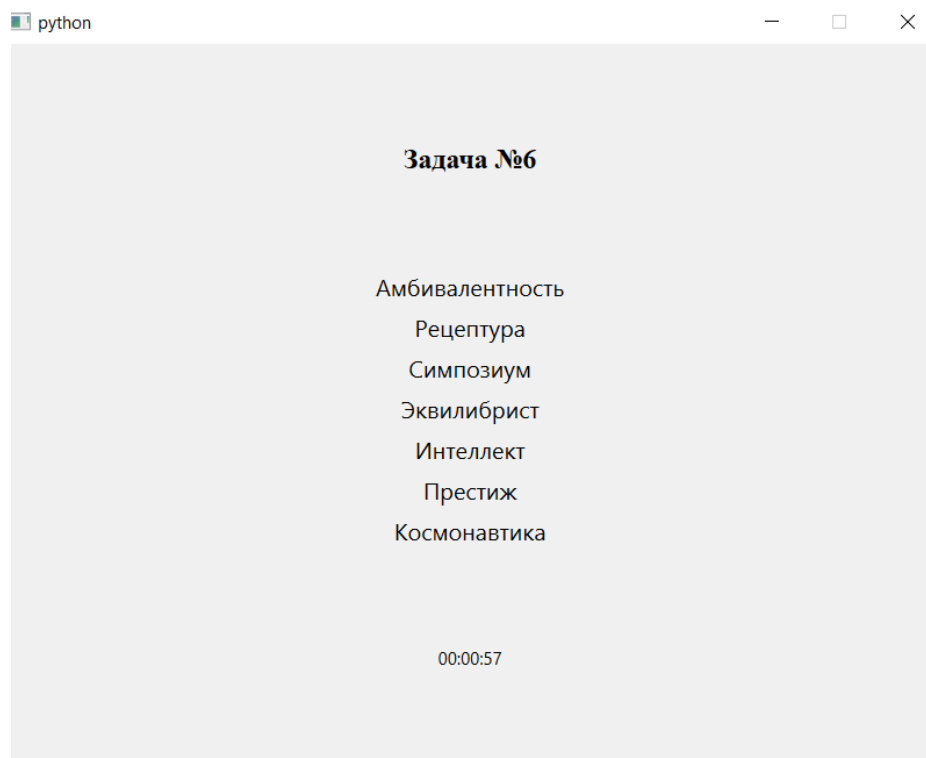 python
Задача №6
Амбивалентность
Рецептура
Симпозиум
Эквилибрист
Интеллект
Престиж
Космонавтика
00:00:57